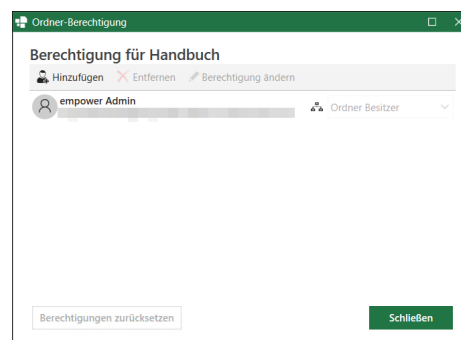 Ordner-Berechtigung
Berechtigung für Handbuch
Hinzufügen Entfernen Berechtigung ändern
empower Admin
Ordner Besitzer
Berechtigungen zurücksetzen Schließen